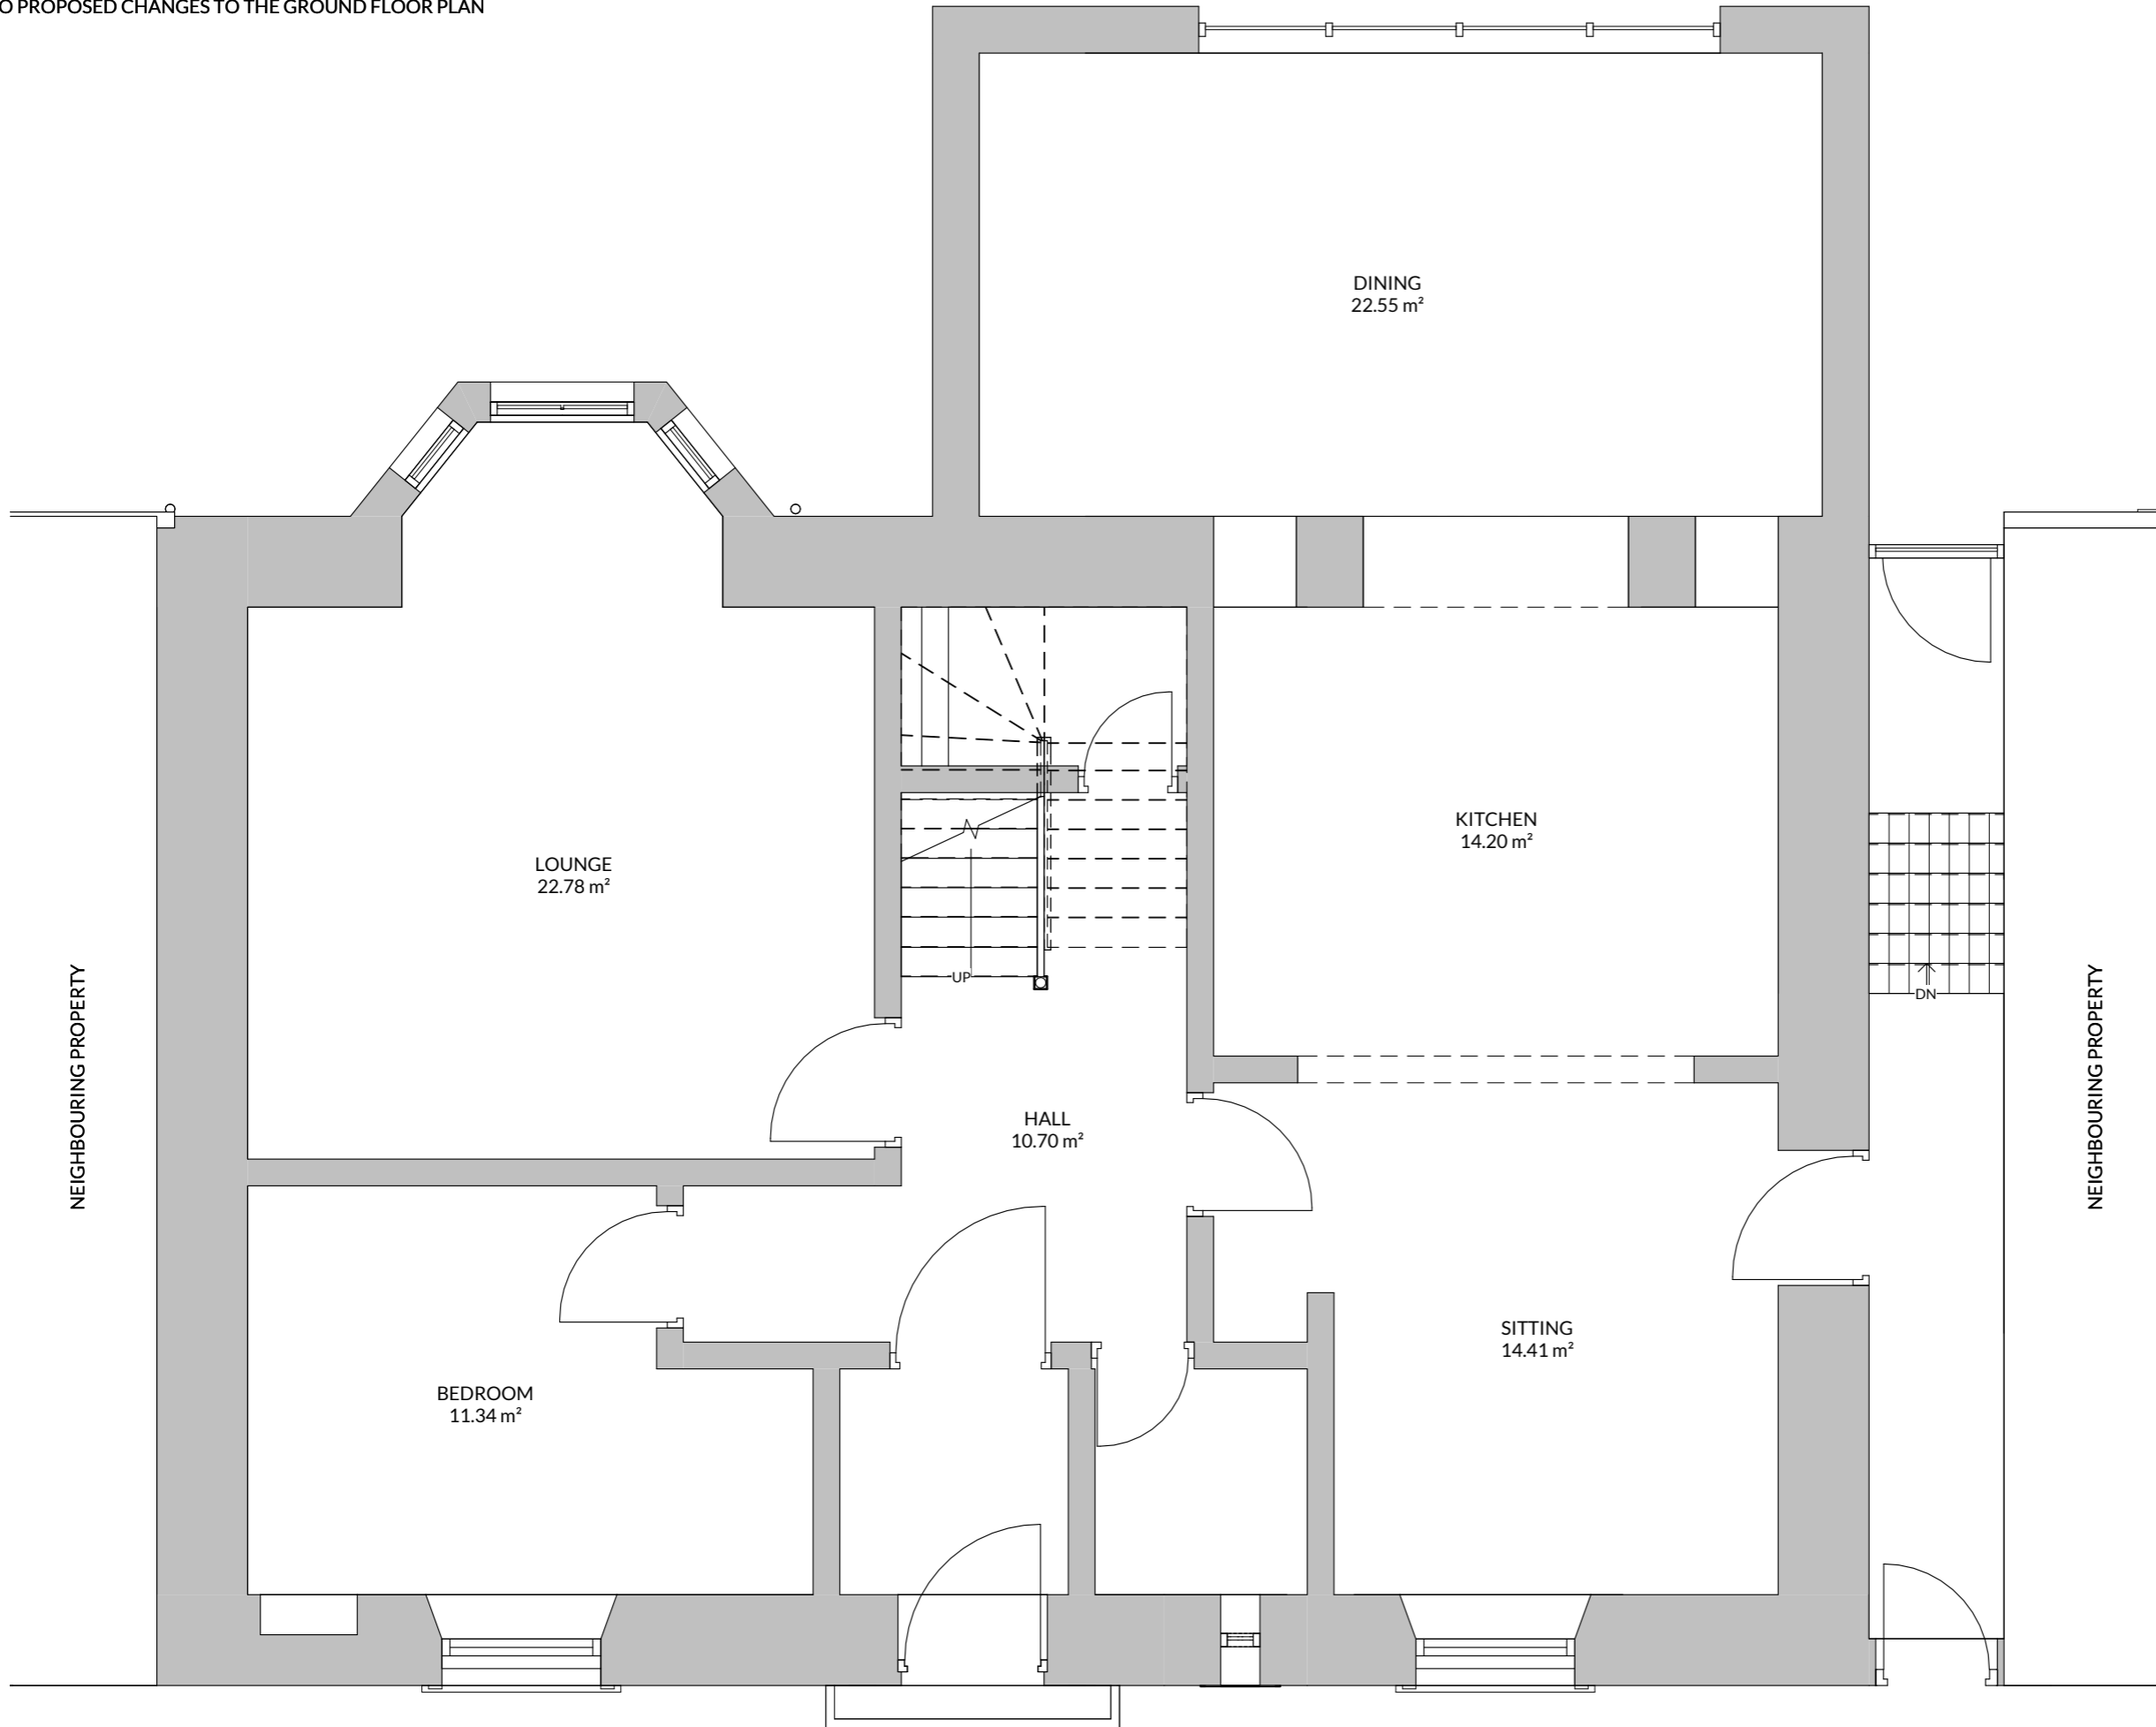 O PROPOSED CHANGES TO THE GROUND FLOOR PLAN
DINING
22.55 m²
KITCHEN
14.20 m²
LOUNGE
22.78 m²
UP
DN
NEIGHBOURING PROPERTY
NEIGHBOURING PROPERTY
HALL
10.70 m²
SITTING
14.41 m²
BEDROOM
11.34 m²